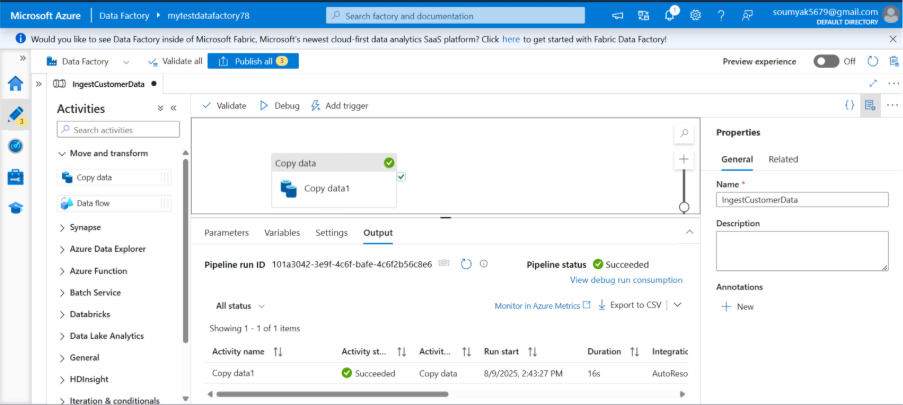 Microsoft Azure Data Factory mytestdatafactory78 Search factory and documentation 1 soumyak5679@gmail.com
DEFAULT DIRECTORY
Would you like to see Data Factory inside of Microsoft Fabric, Microsoft's newest cloud-first data analytics SaaS platform? Click here to get started with Fabric Data Factory!
Data Factory Validate all Publish all 3 Preview experience Off
IngestCustomerData
3
Activities
Search activities
Move and transform
Copy data
Data flow
Synapse
Azure Data Explorer
Azure Function
Batch Service
Databricks
Data Lake Analytics
General
HDInsight
Iteration & conditionals
Validate Debug Add trigger
Copy data
Copy data1
Parameters Variables Settings Output
Pipeline run ID 101a3042-3e9f-4c6f-bafe-4c6f2b56c8e6 Pipeline status Succeeded
View debug run consumption
All status Monitor in Azure Metrics Export to CSV
Showing 1 - 1 of 1 items
Activity name Activity st... Activit... Run start Duration Integratic
Copy data1 Succeeded Copy data 8/9/2025, 2:43:27 PM 16s AutoReso
Properties
General Related
Name *
IngestCustomerData
Description
Annotations
New